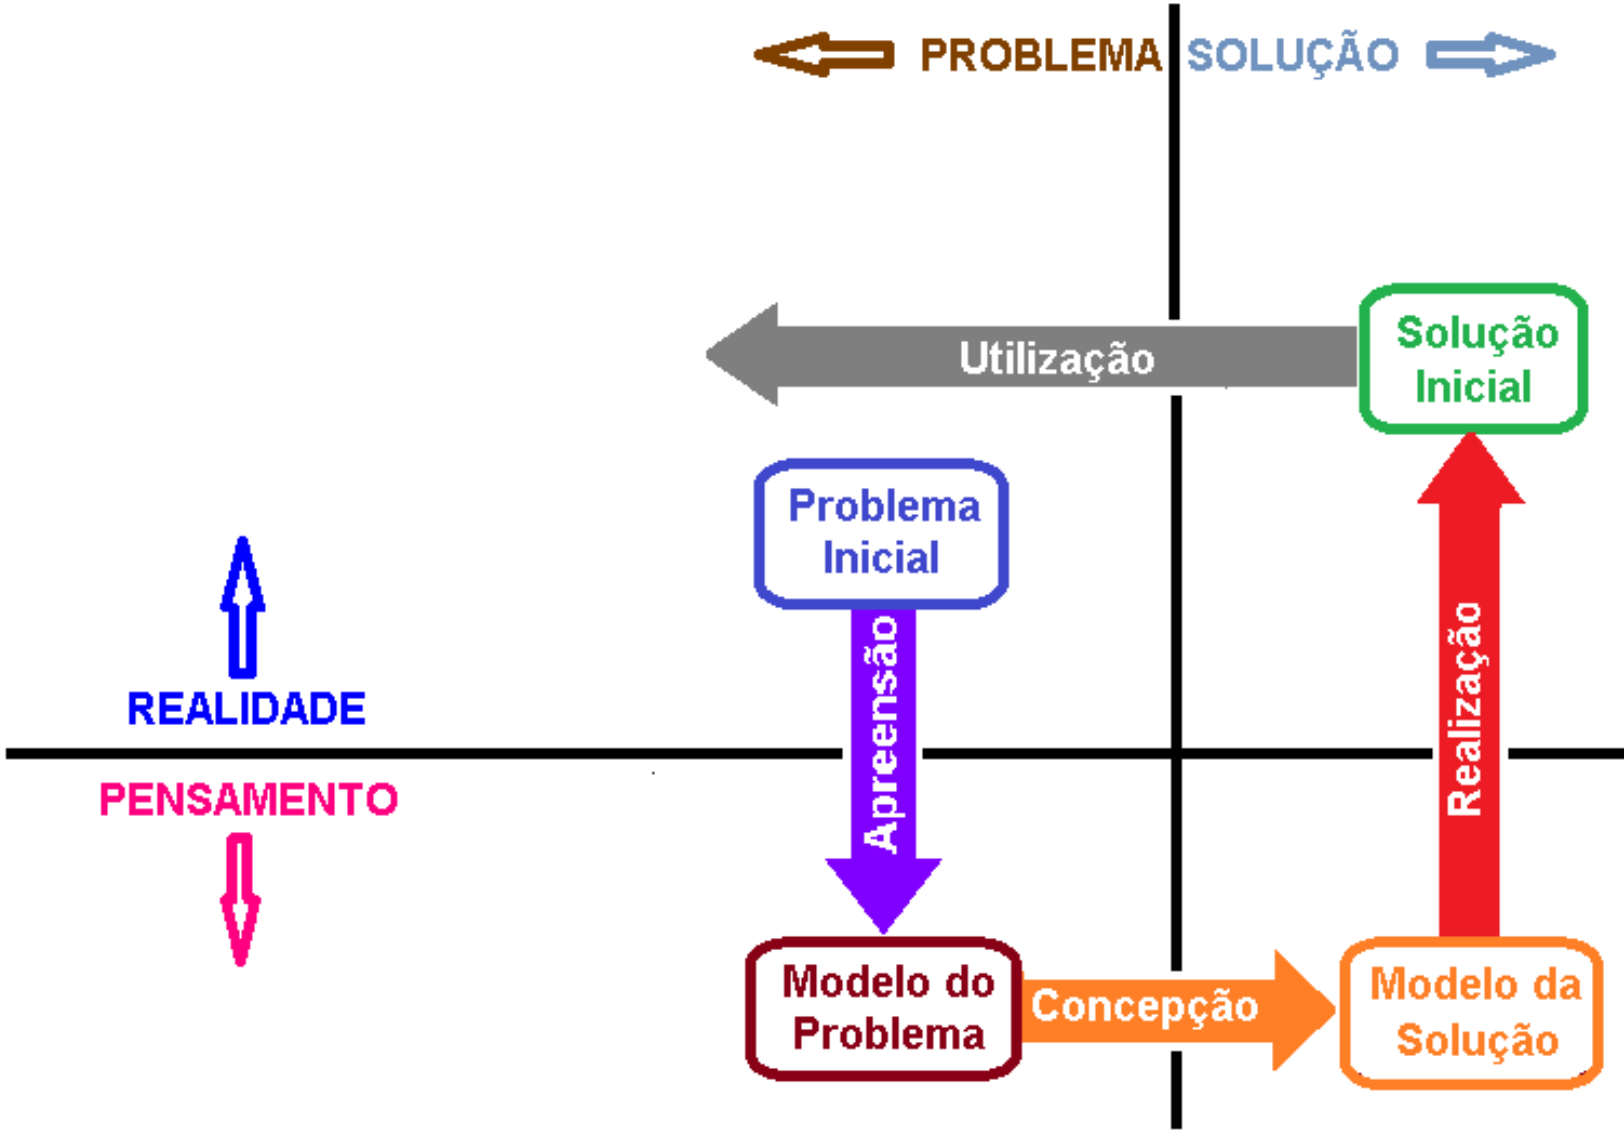 PROBLEMA
SOLUÇÃO
Utilização
Solução
Inicial
Problema
Inicial
Apreensão
Realização
REALIDADE
PENSAMENTO
Modelo do
Problema
Concepção
Modelo da
Solução